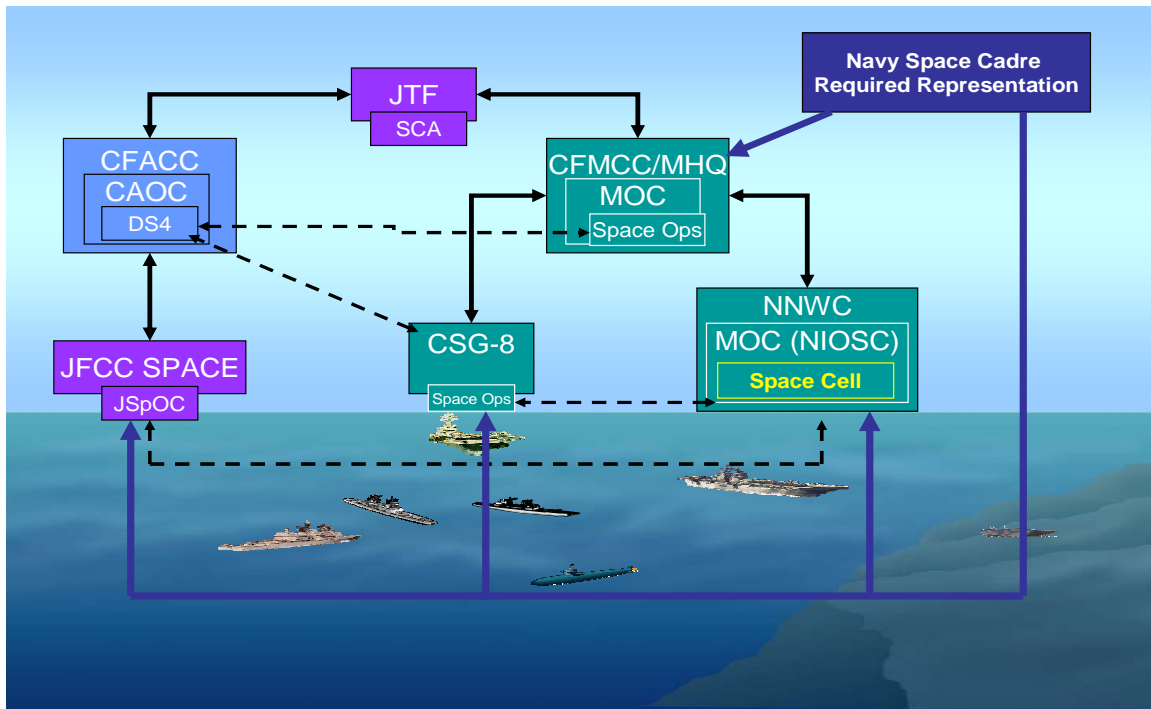 Navy Space Cadre
Required Representation
JTF
SCA
CFACC
CAOC
DS4
CFMCC/MHQ
MOC
Space Ops
NNWC
MOC (NIOSC)
Space Cell
CSG-8
Space Ops
JFCC SPACE
JSpOC